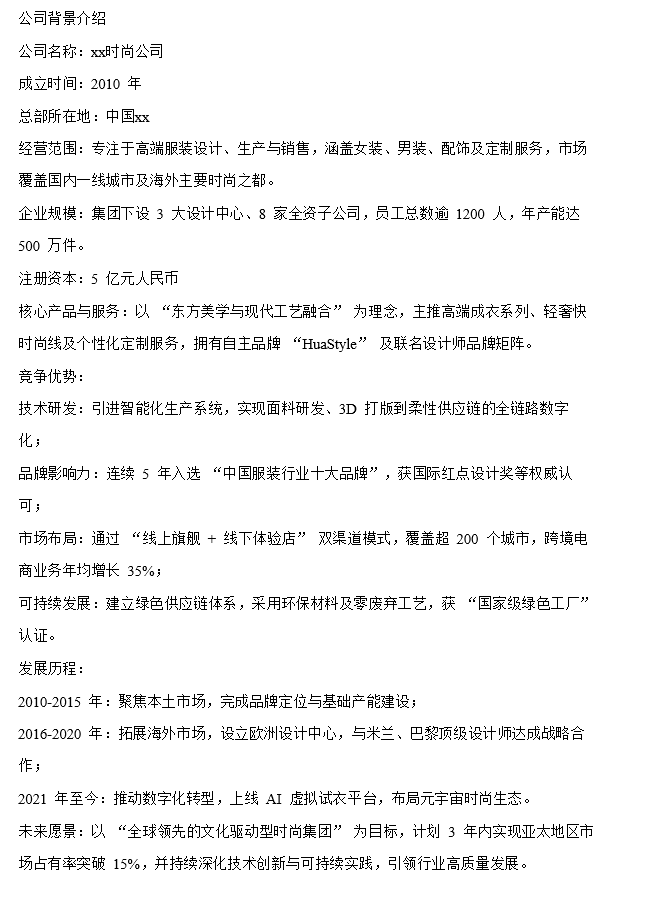 公司背景介绍
公司名称：xx时尚公司
成立时间：2010 年
总部所在地：中国xx
经营范围：专注于高端服装设计、生产与销售，涵盖女装、男装、配饰及定制服务，市场
覆盖国内一线城市及海外主要时尚之都。
企业规模：集团下设 3 大设计中心、8 家全资子公司，员工总数逾 1200 人，年产能达
500 万件。
注册资本：5 亿元人民币
核心产品与服务：以 “东方美学与现代工艺融合” 为理念，主推高端成衣系列、轻奢快
时尚线及个性化定制服务，拥有自主品牌 “HuaStyle” 及联名设计师品牌矩阵。
竞争优势：
技术研发：引进智能化生产系统，实现面料研发、3D 打版到柔性供应链的全链路数字
化；
品牌影响力：连续 5 年入选 “中国服装行业十大品牌”，获国际红点设计奖等权威认
可；
市场布局：通过 “线上旗舰 + 线下体验店” 双渠道模式，覆盖超 200 个城市，跨境电
商业务年均增长 35%；
可持续发展：建立绿色供应链体系，采用环保材料及零废弃工艺，获 “国家级绿色工厂”
认证。
发展历程：
2010-2015 年：聚焦本土市场，完成品牌定位与基础产能建设；
2016-2020 年：拓展海外市场，设立欧洲设计中心，与米兰、巴黎顶级设计师达成战略合
作；
2021 年至今：推动数字化转型，上线 AI 虚拟试衣平台，布局元宇宙时尚生态。
未来愿景：以 “全球领先的文化驱动型时尚集团” 为目标，计划 3 年内实现亚太地区市
场占有率突破 15%，并持续深化技术创新与可持续实践，引领行业高质量发展。